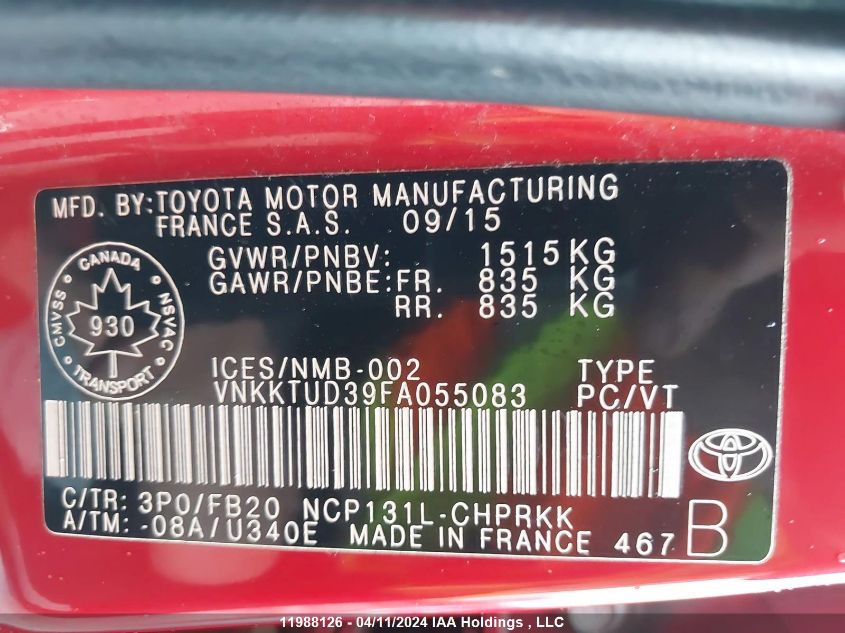 MFD. BY:TOYOTA MOTOR MANUFACTURING
FRANCE S.A.S. 09/15
GVWR/PNBV: 1515KG
GAWR/PNBE:FR. 835 KG
RR. 835 KG
CANADA
CMVSS 930 NSVAC
TRANSPORT
ICES/NMB-002 TYPE
VNKKTUD39FA055083 PC/VT
C/TR: 3P0/FB20 NCP131L-CHPRKK
A/TM: -08A/U340E MADE IN FRANCE 467 B
11988126 - 04/11/2024 IAA Holdings , LLC